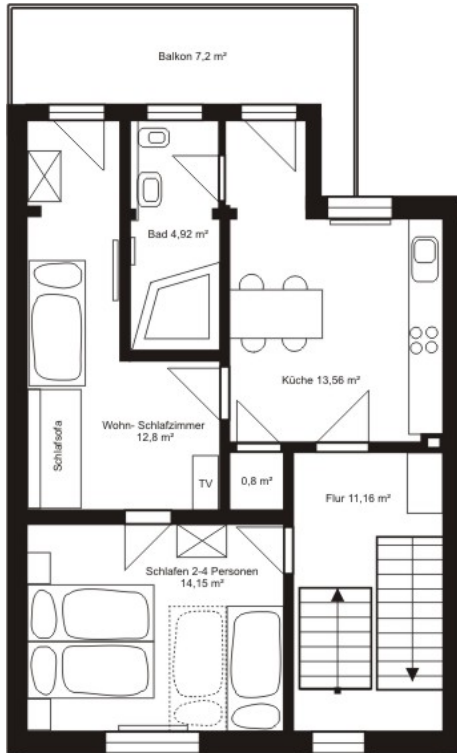 Balkon 7,2 m²
Bad 4,92 m²
Küche 13,56 m²
Wohn- Schlafzimmer
12,8 m²
Schlafsofa
TV
0,8 m²
Flur 11,16 m²
Schlafen 2-4 Personen
14,15 m²